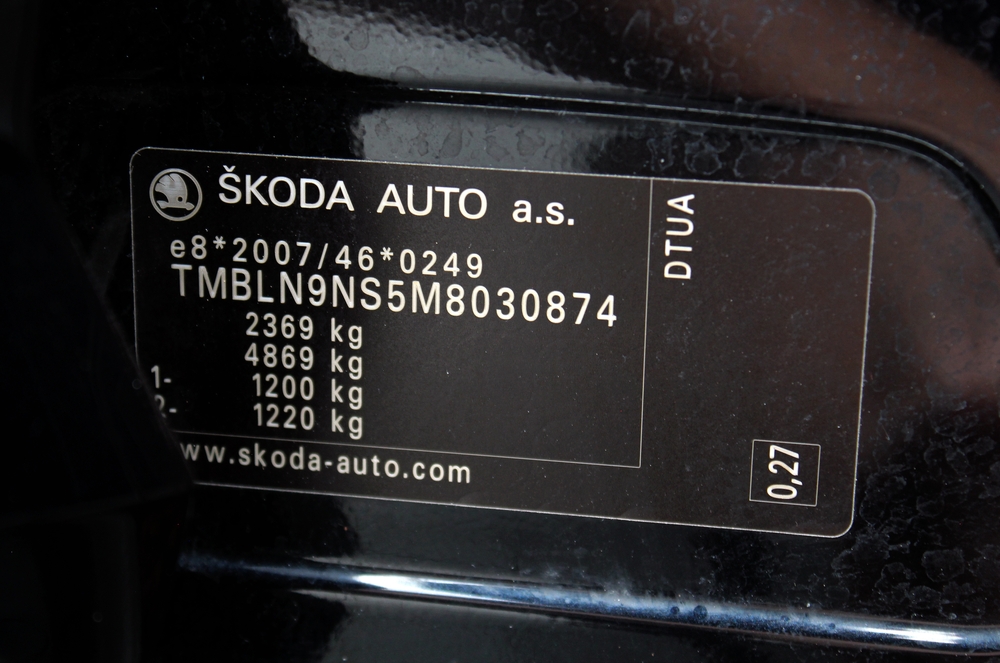 ŠKODA AUTO a.s.
e8*2007/46*0249
TMBLN9NS5M8030874
2369 kg
4869 kg
1- 1200 kg
2- 1220 kg
www.skoda-auto.com
DTUA
0,27